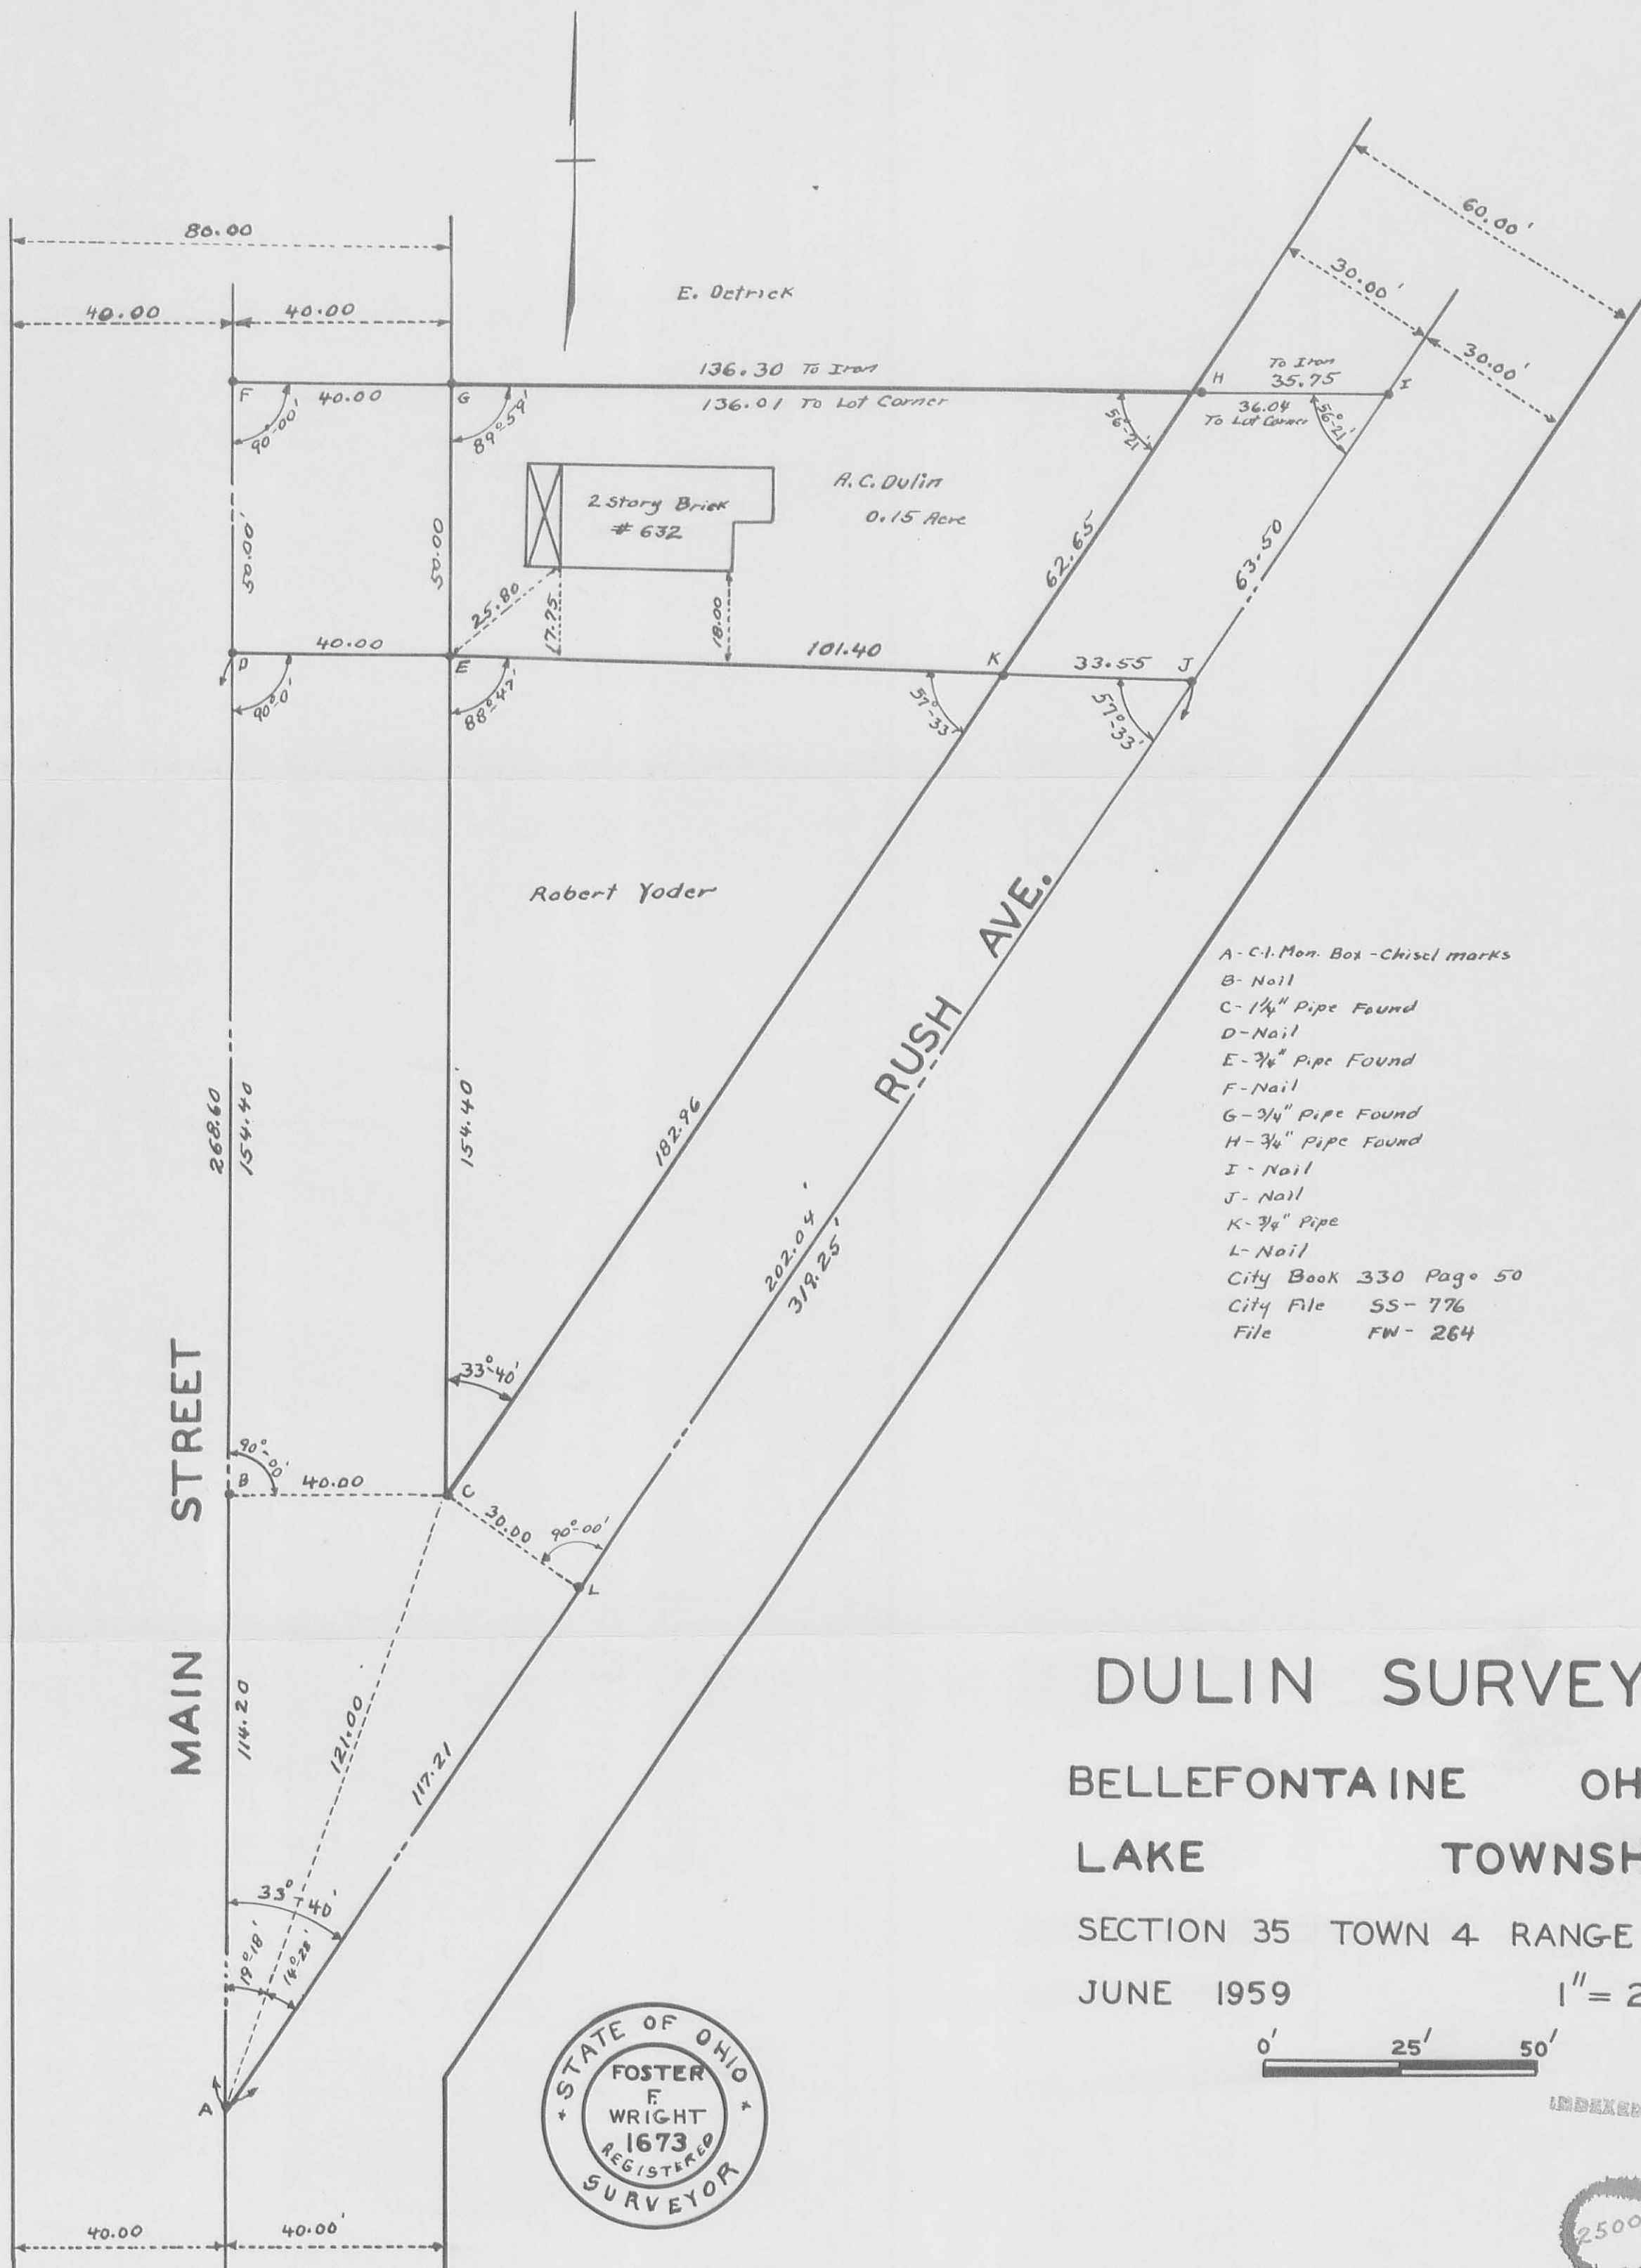 80.00
60.00'
30.00'
30.00'
E. Detrick
40.00
40.00
136.30 To Iron
136.01 To Lot Corner
To Iron
35.75
36.04
To Lot Corner
F
40.00
G
H
I
90°-00'
89°-59'
56°-21'
56°-21'
A.C. Dulin
0.15 Acre
2 Story Brick
# 632
50.00'
50.00
62.65
63.50
25.80
17.75
18.00
40.00
101.40
33.55
D
E
K
J
90°-0'
88°-47'
57°-33'
57°-33'
Robert Yoder
RUSH AVE.
A - C.I. Mon. Box - Chisel marks
B - Nail
C - 1 1/4" Pipe Found
D - Nail
E - 3/4" Pipe Found
F - Nail
G - 3/4" Pipe Found
H - 3/4" Pipe Found
I - Nail
J - Nail
K - 3/4" Pipe
L - Nail
City Book 330 Page 50
City File SS - 776
File FW - 264
268.60
154.40
154.40'
182.96
202.04'
319.25'
MAIN STREET
33°-40'
90°-00'
B
40.00
C
30.00
90°-00'
L
114.20
121.00
117.21
33°-40'
19°-18'
A
DULIN SURVEY
BELLEFONTAINE OH
LAKE TOWNSH
SECTION 35 TOWN 4 RANGE
JUNE 1959 1" = 2
0' 25' 50'
STATE OF OHIO
FOSTER
F.
WRIGHT
1673
REGISTERED
SURVEYOR
INDEXED
2500
40.00
40.00'